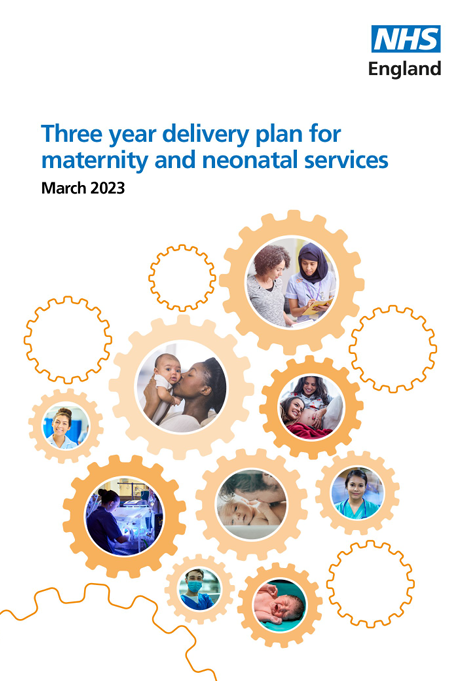 NHS
England
Three year delivery plan for
maternity and neonatal services
March 2023